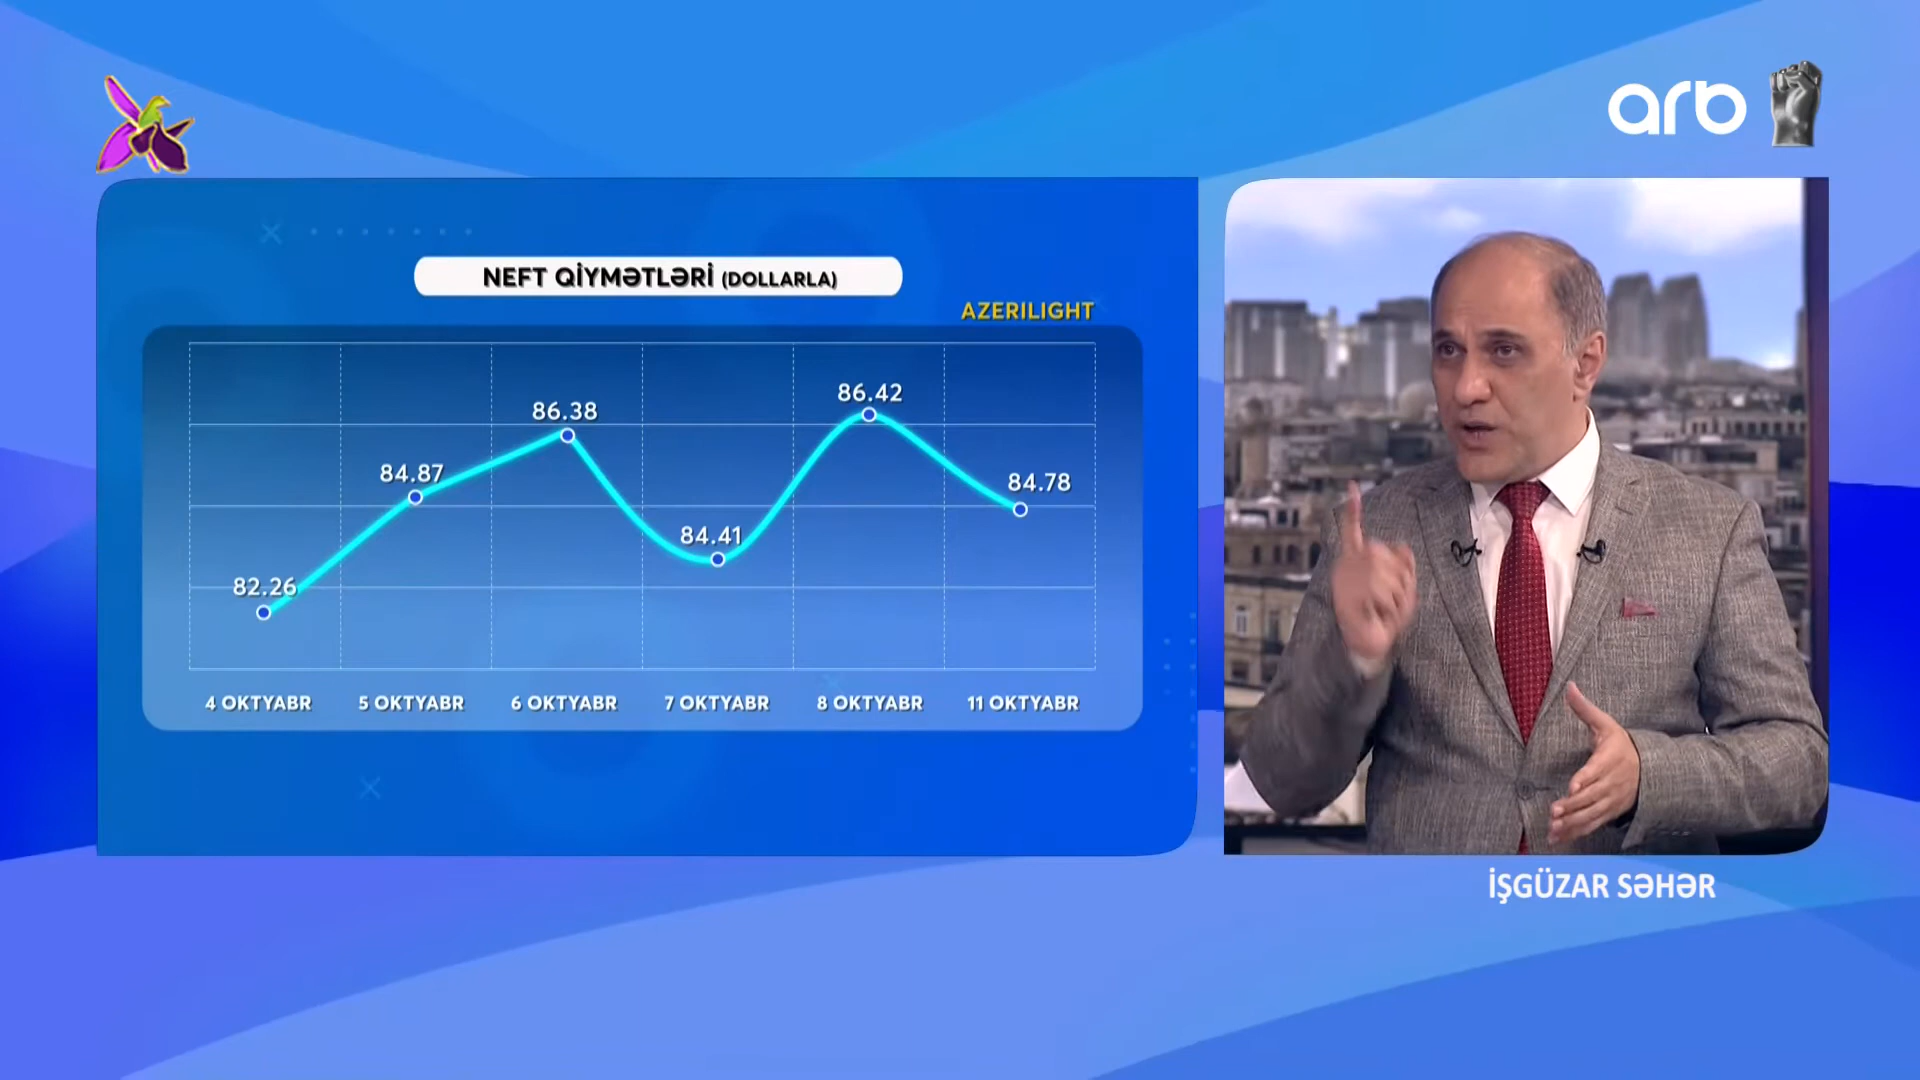 arb
NEFT QİYMƏTLƏRİ (DOLLARLA)
AZERILIGHT
86.42
86.38
84.87
84.78
84.41
82.26
4 OKTYABR 5 OKTYABR 6 OKTYABR 7 OKTYABR 8 OKTYABR 11 OKTYABR
İŞGÜZAR SƏHƏR